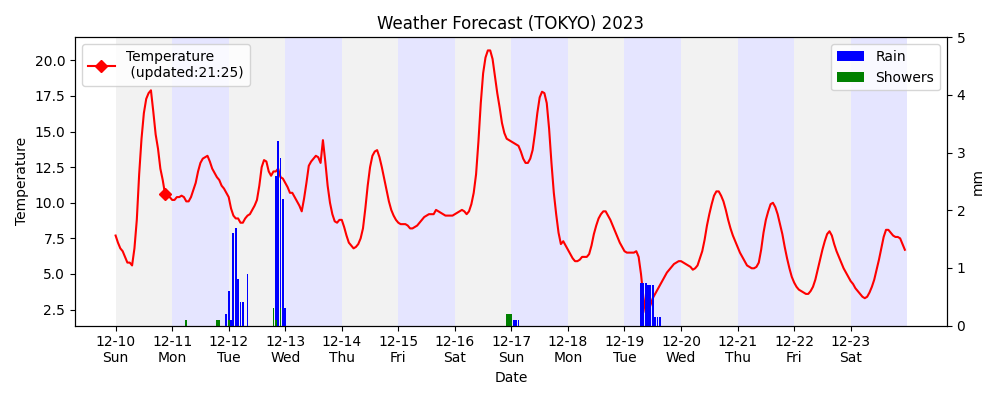 Weather Forecast (TOKYO) 2023
Temperature
(updated:21:25)
Rain
Showers
Temperature
20.0
17.5
15.0
12.5
10.0
7.5
5.0
2.5
5
4
3
2
1
0
mm
12-10 12-11 12-12 12-13 12-14 12-15 12-16 12-17 12-18 12-19 12-20 12-21 12-22 12-23
Sun Mon Tue Wed Thu Fri Sat Sun Mon Tue Wed Thu Fri Sat
Date